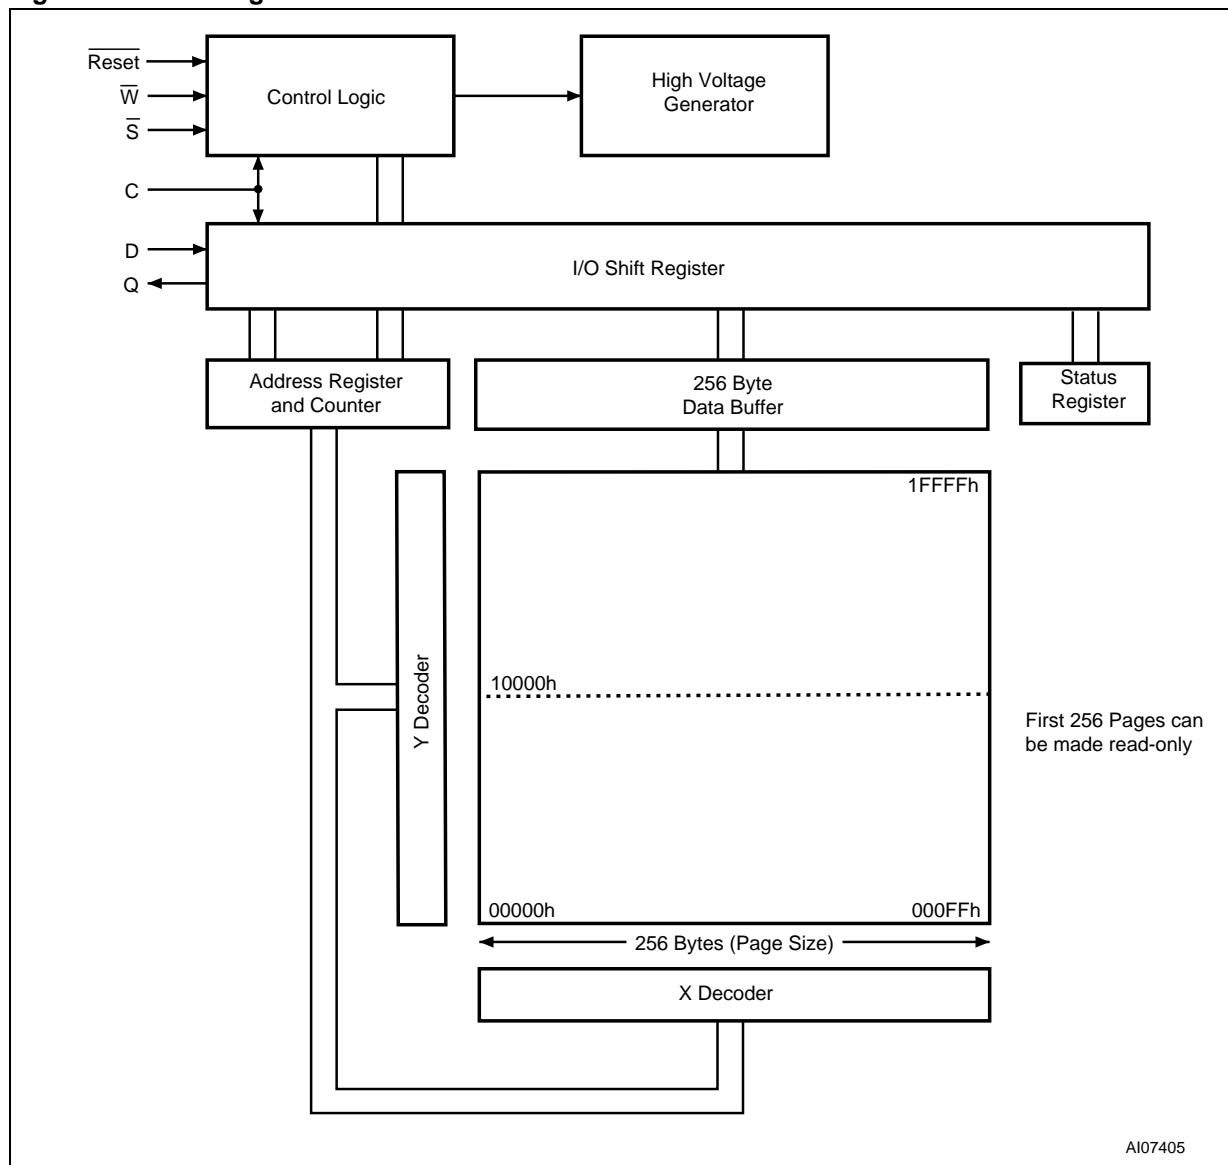 Reset
W
S
C
D
Q
Control Logic
High Voltage
Generator
I/O Shift Register
Address Register
and Counter
256 Byte
Data Buffer
Status
Register
1FFFFh
Y Decoder
10000h
First 256 Pages can
be made read-only
00000h
000FFh
256 Bytes (Page Size)
X Decoder
AI07405